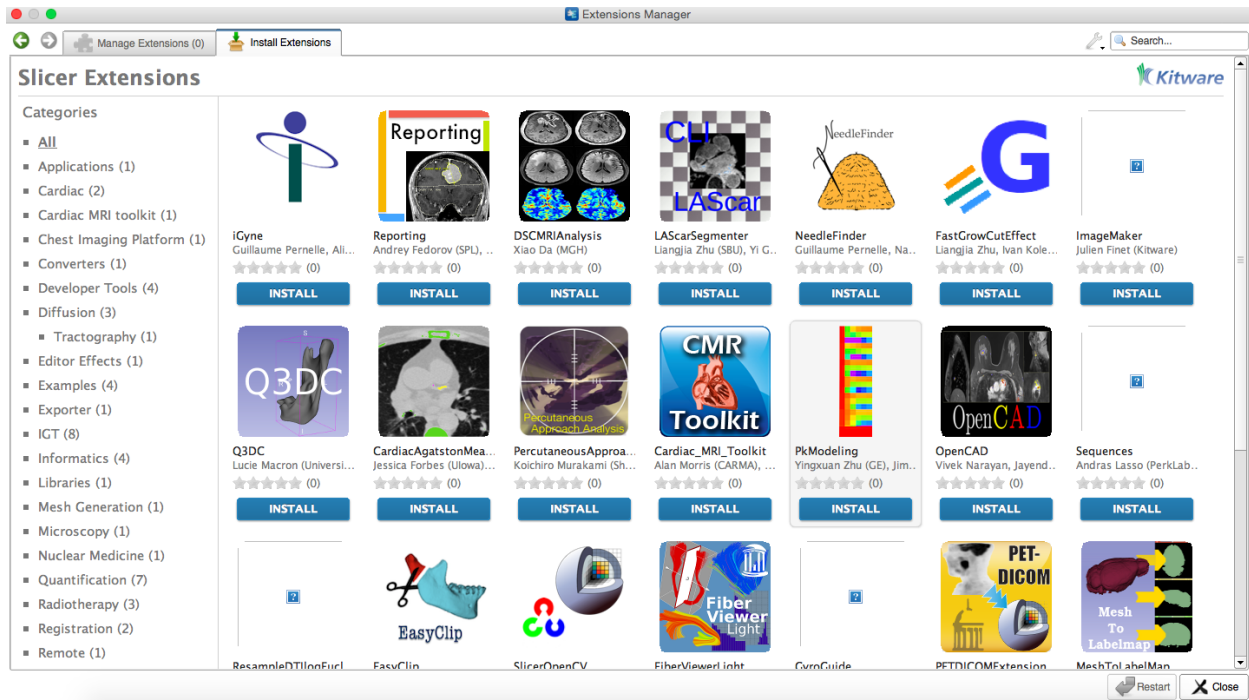 Extensions Manager
Manage Extensions (0)
Install Extensions
Search...
Slicer Extensions
Kitware
Categories
All
Applications (1)
Cardiac (2)
Cardiac MRI toolkit (1)
Chest Imaging Platform (1)
Converters (1)
Developer Tools (4)
Diffusion (3)
Tractography (1)
Editor Effects (1)
Examples (4)
Exporter (1)
IGT (8)
Informatics (4)
Libraries (1)
Mesh Generation (1)
Microscopy (1)
Nuclear Medicine (1)
Quantification (7)
Radiotherapy (3)
Registration (2)
Remote (1)
iGyne
Guillaume Pernelle, Ali...
(0)
INSTALL
Reporting
Reporting
Andrey Fedorov (SPL), ..
(0)
INSTALL
DSCMRIAnalysis
Xiao Da (MGH)
(0)
INSTALL
CLI
LAScar
LAScarSegmenter
Liangjia Zhu (SBU), Yi G..
(0)
INSTALL
NeedleFinder
NeedleFinder
Guillaume Pernelle, Na..
(0)
INSTALL
G
FastGrowCutEffect
Liangjia Zhu, Ivan Kole...
(0)
INSTALL
?
ImageMaker
Julien Finet (Kitware)
(0)
INSTALL
Q3DC
Q3DC
Lucie Macron (Universi...
(0)
INSTALL
CardiacAgatstonMea...
Jessica Forbes (UIowa)...
(0)
INSTALL
Percutaneous
Approach Analysis
PercutaneousApproa...
Koichiro Murakami (Sh...
(0)
INSTALL
CMR
Toolkit
Cardiac_MRI_Toolkit
Alan Morris (CARMA), ...
(0)
INSTALL
PkModeling
Yingxuan Zhu (GE), Jim..
(0)
INSTALL
OpenCAD
OpenCAD
Vivek Narayan, Jayend..
(0)
INSTALL
?
Sequences
Andras Lasso (PerkLab..
(0)
INSTALL
?
ResampleDTIlogEucl
EasyClip
EasyClip
SlicerOpenCV
Fiber
Viewer
Light
FiberViewerLight
?
GyroGuide
PET-
DICOM
PETDICOMExtension
Mesh
To
Labelmap
MeshToLabelMap
Restart
Close